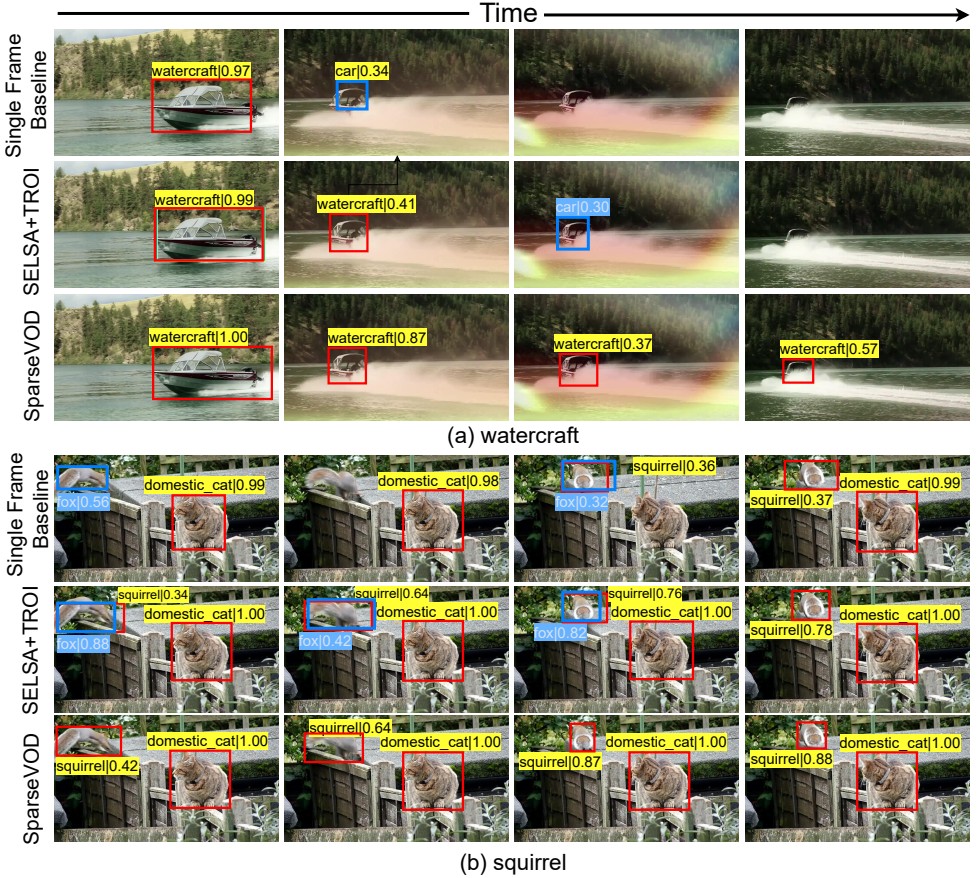 Time
Single Frame
Baseline
watercraft|0.97
car|0.34
SELSA+TROI
watercraft|0.99
watercraft|0.41
car|0.30
SparseVOD
watercraft|1.00
watercraft|0.87
watercraft|0.37
watercraft|0.57
(a) watercraft
Single Frame
Baseline
fox|0.56
domestic_cat|0.99
domestic_cat|0.98
fox|0.32
squirrel|0.36
squirrel|0.37
domestic_cat|0.99
SELSA+TROI
squirrel|0.34
fox|0.88
domestic_cat|1.00
squirrel|0.64
fox|0.42
domestic_cat|1.00
squirrel|0.76
fox|0.82
domestic_cat|1.00
squirrel|0.78
domestic_cat|1.00
SparseVOD
squirrel|0.42
domestic_cat|1.00
squirrel|0.64
domestic_cat|1.00
squirrel|0.87
domestic_cat|1.00
squirrel|0.88
domestic_cat|1.00
(b) squirrel